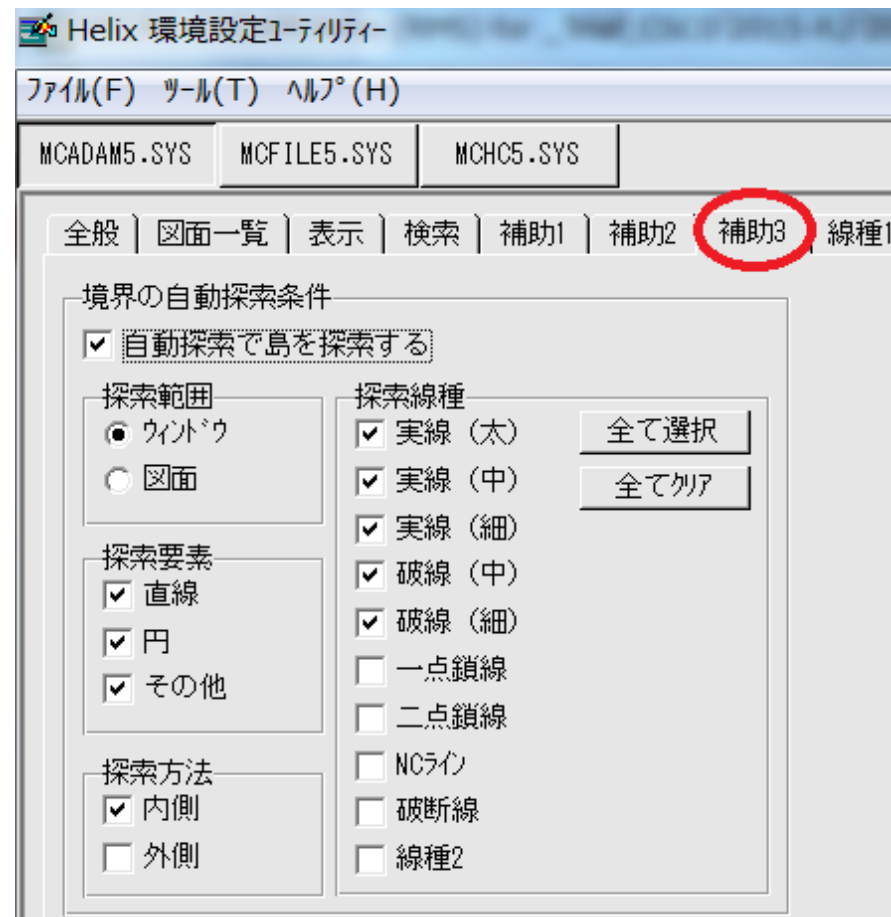 Helix 環境設定ﾕｰﾃｨﾘﾃｨｰ
ﾌｧｲﾙ(F) ﾂｰﾙ(T) ﾍﾙﾌﾟ(H)
MCADAM5.SYS MCFILE5.SYS MCHC5.SYS
全般 図面一覧 表示 検索 補助1 補助2 補助3 線種1
境界の自動探索条件
自動探索で島を探索する
探索範囲
ｳｨﾝﾄﾞｳ
図面
探索要素
直線
円
その他
探索方法
内側
外側
探索線種
実線（太）
実線（中）
実線（細）
破線（中）
破線（細）
一点鎖線
二点鎖線
NCﾗｲﾝ
破断線
線種2
全て選択
全てｸﾘｱ